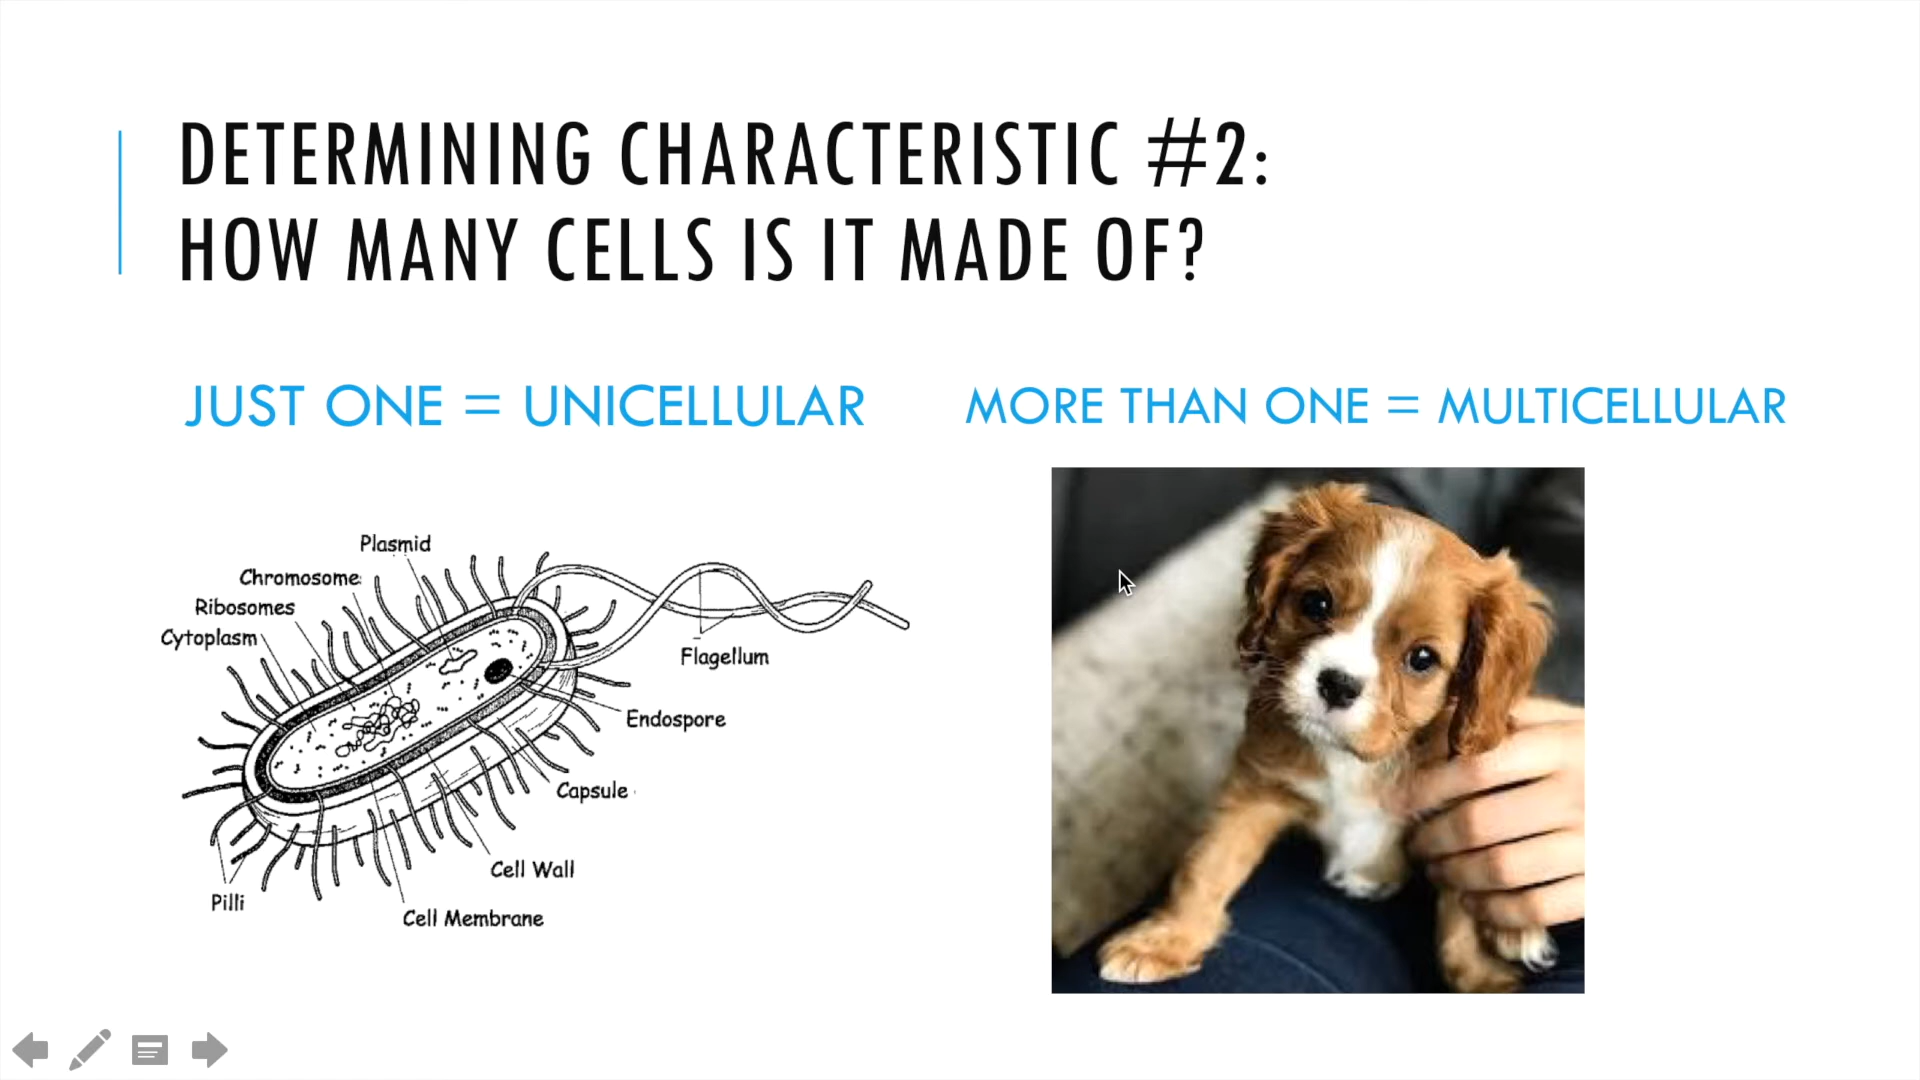 DETERMINING CHARACTERISTIC #2:
HOW MANY CELLS IS IT MADE OF?
JUST ONE = UNICELLULAR
MORE THAN ONE = MULTICELLULAR
Plasmid
Chromosome
Ribosomes
Cytoplasm
Flagellum
Endospore
Capsule
Cell Wall
Pilli
Cell Membrane